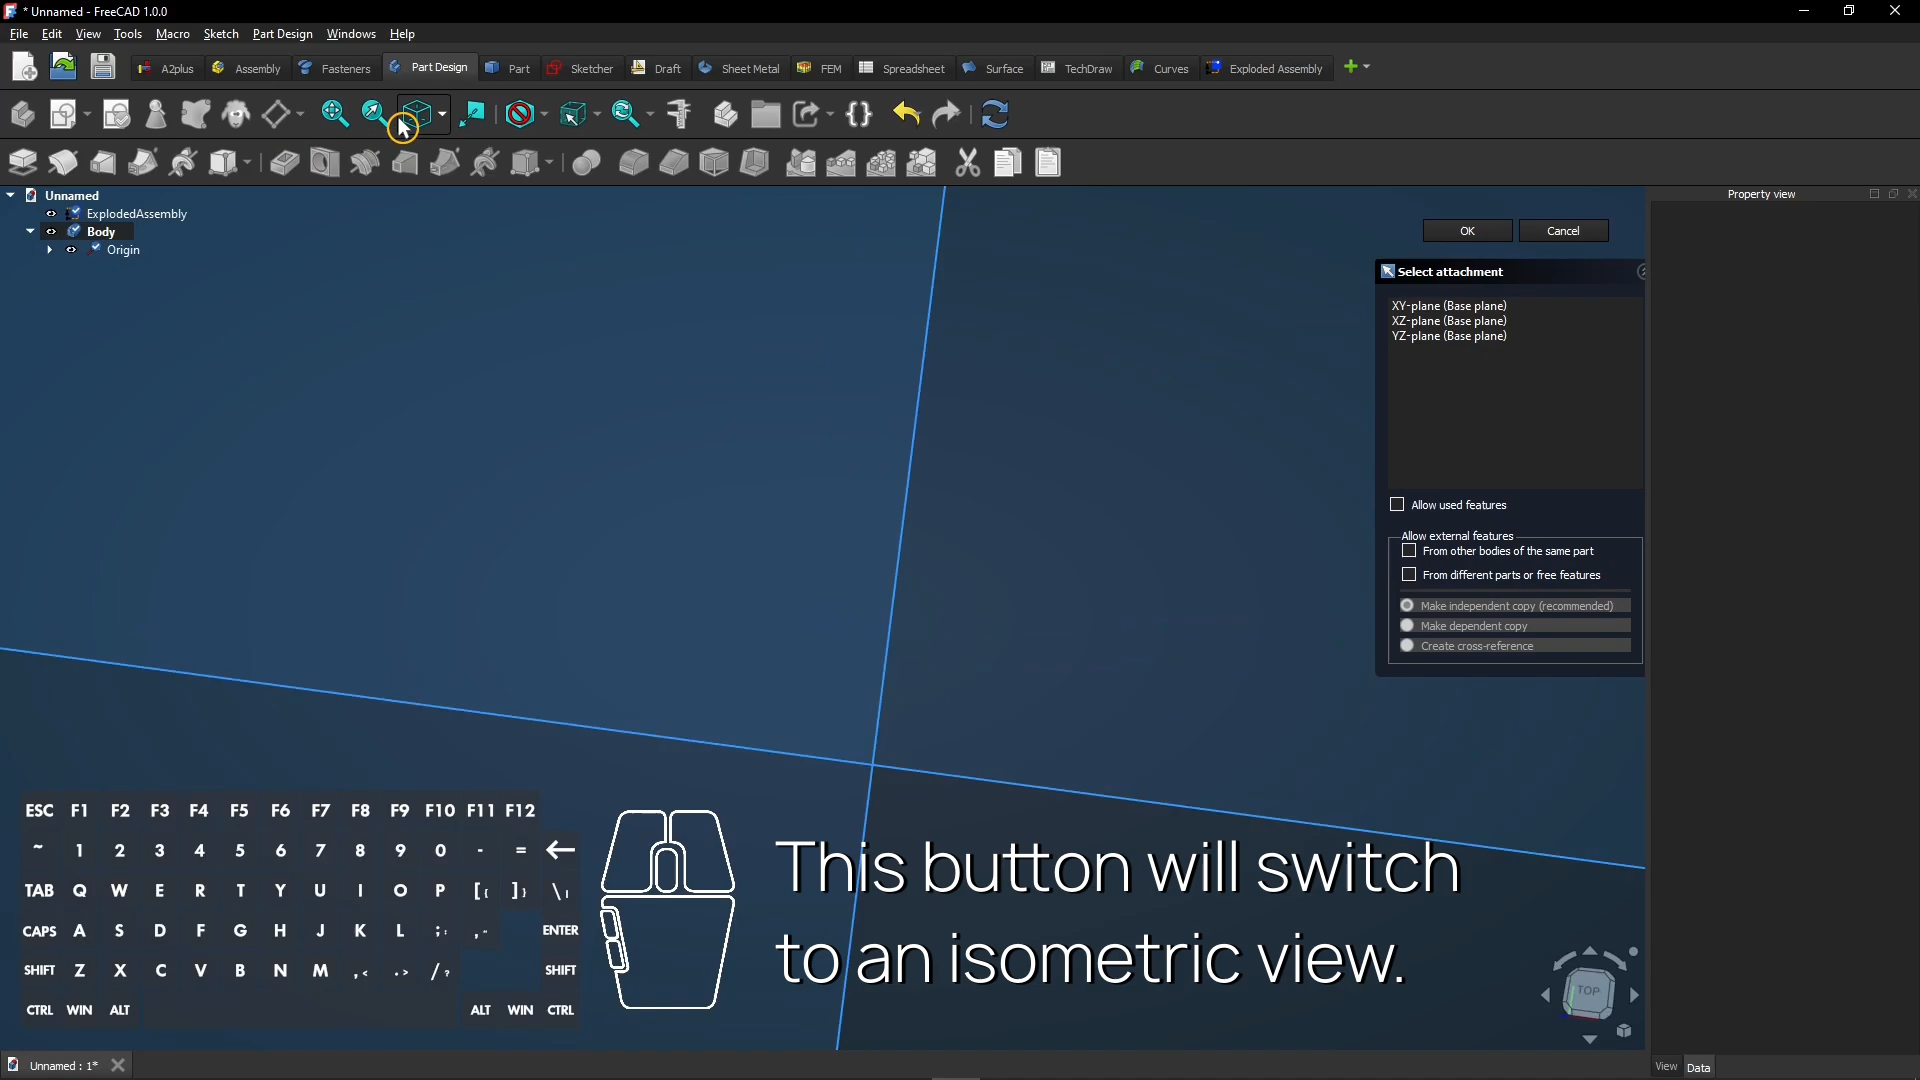 * Unnamed - FreeCAD 1.0.0
File Edit View Tools Macro Sketch Part Design Windows Help
A2plus Assembly Fasteners Part Design Part Sketcher Draft Sheet Metal FEM Spreadsheet Surface TechDraw Curves Exploded Assembly
Unnamed
ExplodedAssembly
Body
Origin
Property view
OK Cancel
Select attachment
XY-plane (Base plane)
XZ-plane (Base plane)
YZ-plane (Base plane)
Allow used features
Allow external features
From other bodies of the same part
From different parts or free features
Make independent copy (recommended)
Make dependent copy
Create cross-reference
ESC F1 F2 F3 F4 F5 F6 F7 F8 F9 F10 F11 F12
~ 1 2 3 4 5 6 7 8 9 0 - =
TAB Q W E R T Y U I O P [{ ]} \|
CAPS A S D F G H J K L ;: ," ENTER
SHIFT Z X C V B N M ,< .> /? SHIFT
CTRL WIN ALT ALT WIN CTRL
This button will switch
to an isometric view.
TOP
Unnamed : 1*
View Data